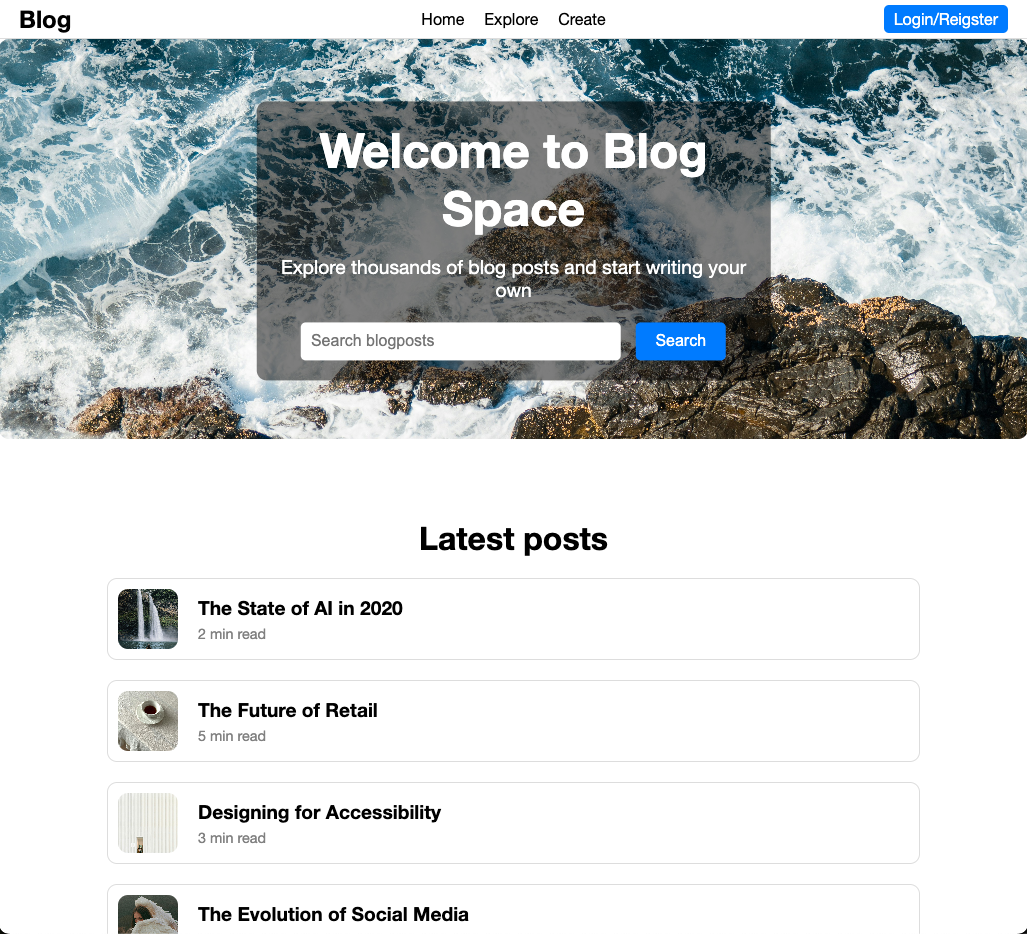 Blog
Home Explore Create
Login/Reigster
Welcome to Blog
Space
Explore thousands of blog posts and start writing your
own
Search blogposts
Search
Latest posts
The State of AI in 2020
2 min read
The Future of Retail
5 min read
Designing for Accessibility
3 min read
The Evolution of Social Media